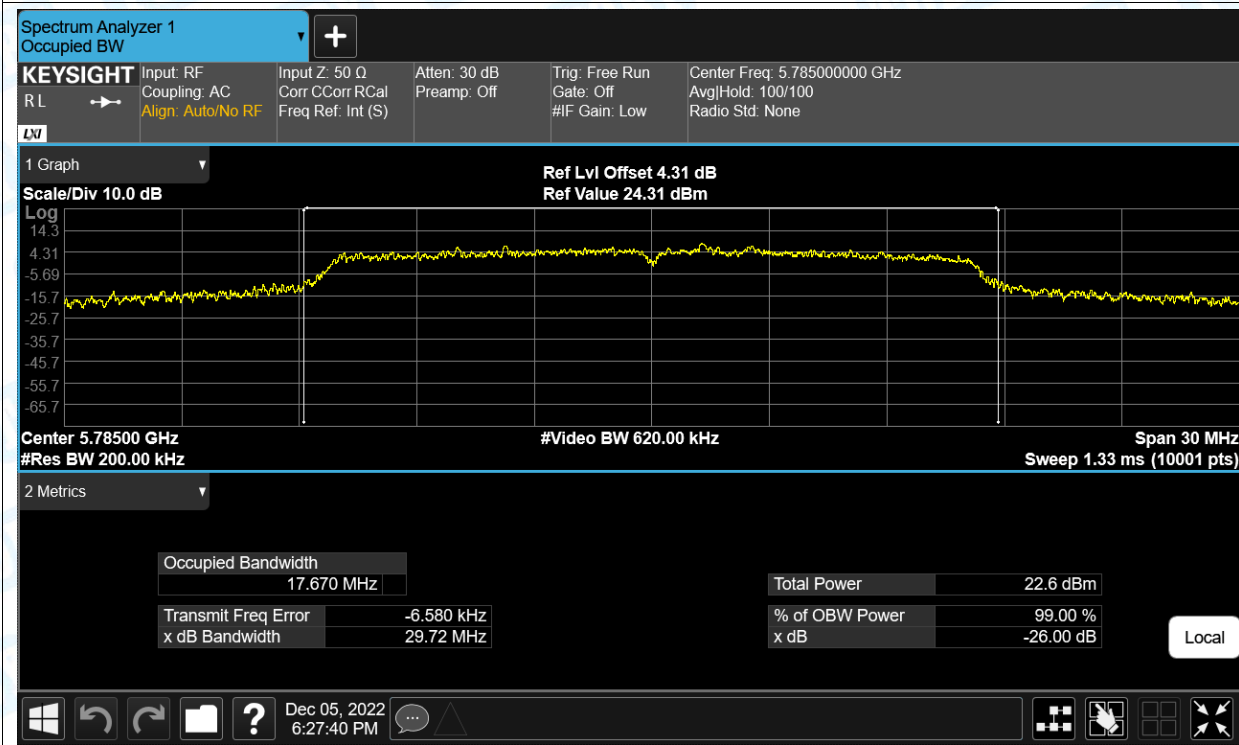 Spectrum Analyzer 1
Occupied BW
KEYSIGHT
R L
LXI
Input: RF
Coupling: AC
Align: Auto/No RF
Input Z: 50 Ω
Corr CCorr RCal
Freq Ref: Int (S)
Atten: 30 dB
Preamp: Off
Trig: Free Run
Gate: Off
#IF Gain: Low
Center Freq: 5.785000000 GHz
Avg|Hold: 100/100
Radio Std: None
1 Graph
Scale/Div 10.0 dB
Ref Lvl Offset 4.31 dB
Ref Value 24.31 dBm
Log
14.3
4.31
-5.69
-15.7
-25.7
-35.7
-45.7
-55.7
-65.7
Center 5.78500 GHz
#Res BW 200.00 kHz
#Video BW 620.00 kHz
Span 30 MHz
Sweep 1.33 ms (10001 pts)
2 Metrics
Occupied Bandwidth
17.670 MHz
Transmit Freq Error -6.580 kHz
x dB Bandwidth 29.72 MHz
Total Power 22.6 dBm
% of OBW Power 99.00 %
x dB -26.00 dB
Local
?
Dec 05, 2022
6:27:40 PM